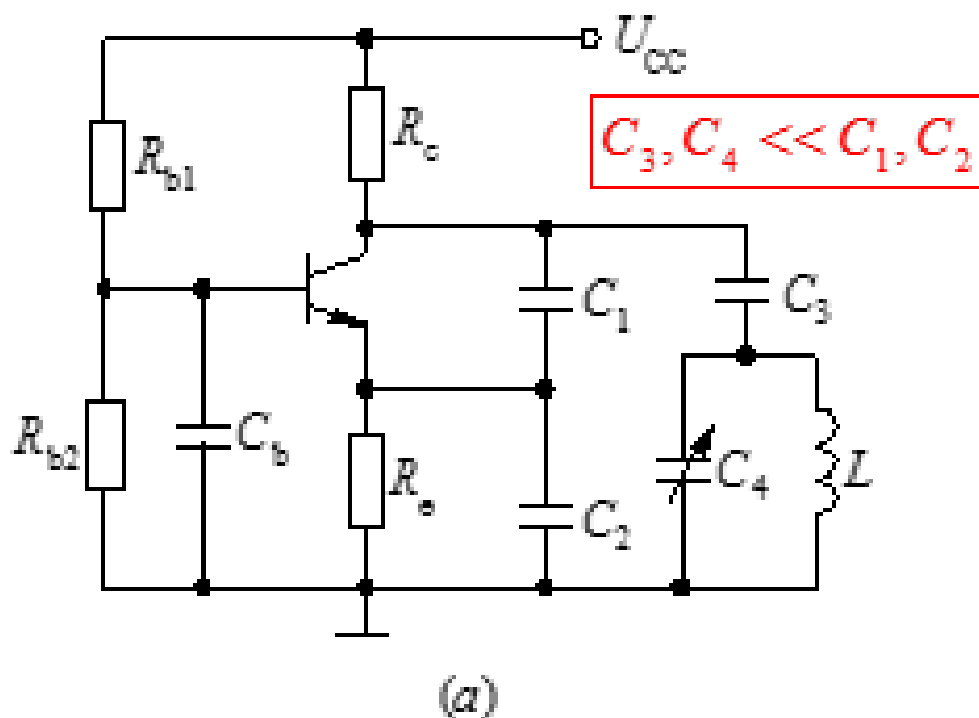 U_CC
R_c
C_3, C_4 << C_1, C_2
R_b1
C_1
C_3
R_b2
C_b
R_e
C_2
C_4
L
(a)